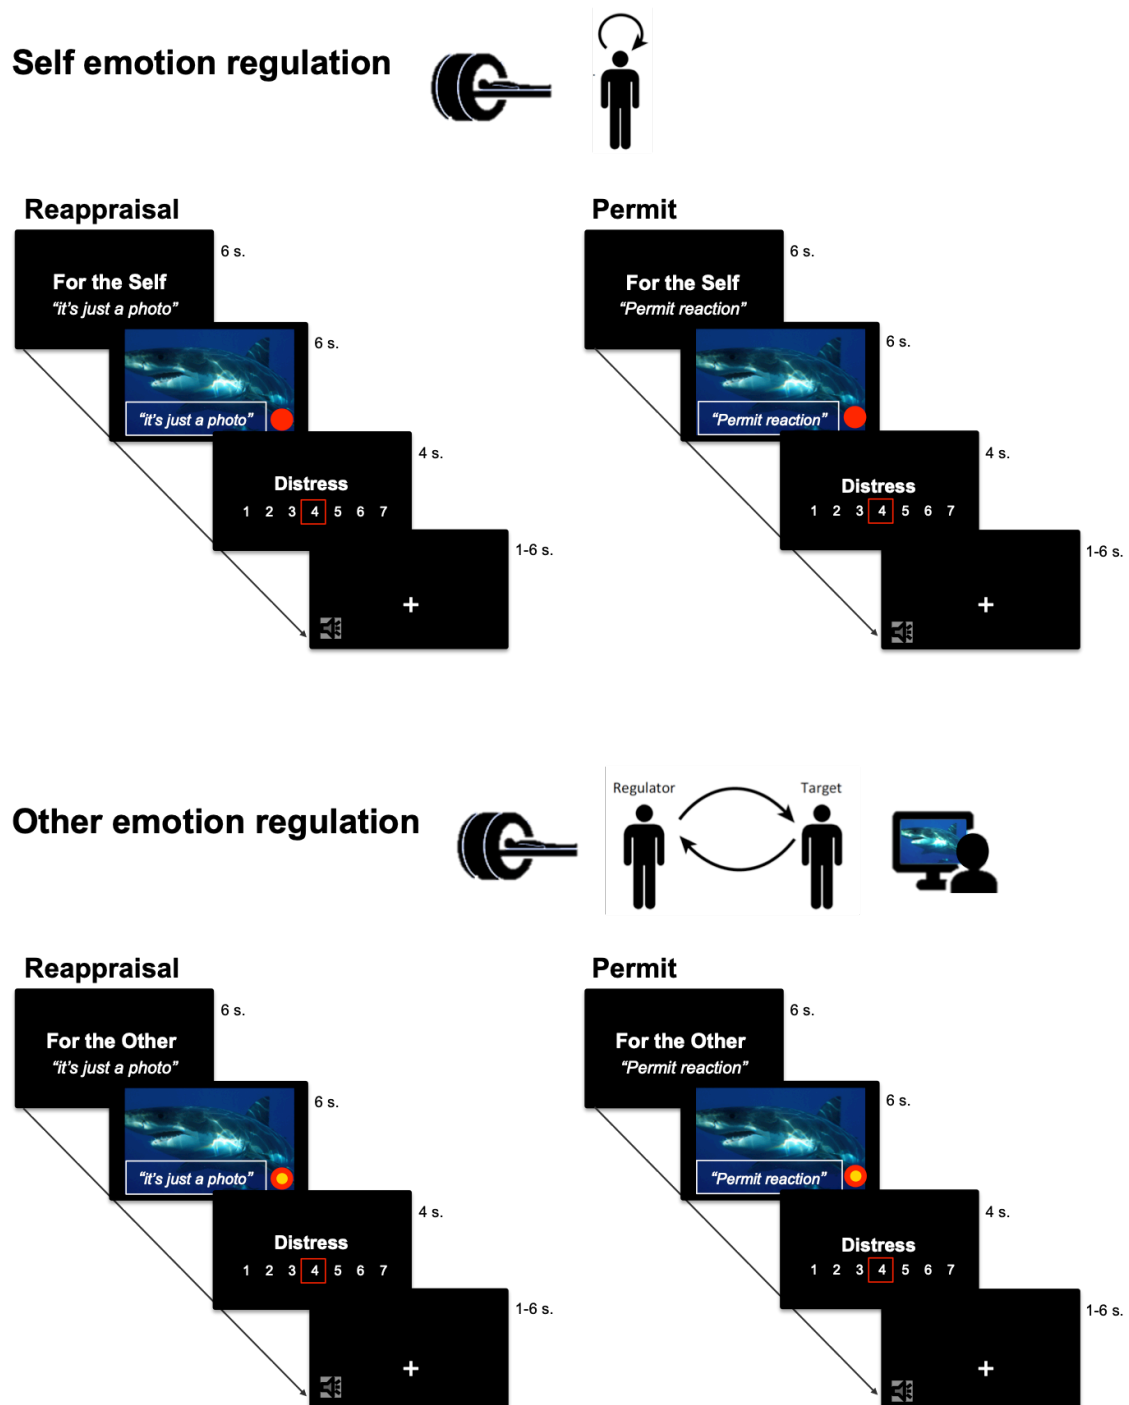 Self emotion regulation
Reappraisal
6 s.
For the Self
“it’s just a photo”
6 s.
“it’s just a photo”
4 s.
Distress
1 2 3 4 5 6 7
1-6 s.
+
Permit
6 s.
For the Self
“Permit reaction”
6 s.
“Permit reaction”
4 s.
Distress
1 2 3 4 5 6 7
1-6 s.
+
Other emotion regulation
Regulator
Target
Reappraisal
6 s.
For the Other
“it’s just a photo”
6 s.
“it’s just a photo”
4 s.
Distress
1 2 3 4 5 6 7
1-6 s.
+
Permit
6 s.
For the Other
“Permit reaction”
6 s.
“Permit reaction”
4 s.
Distress
1 2 3 4 5 6 7
1-6 s.
+